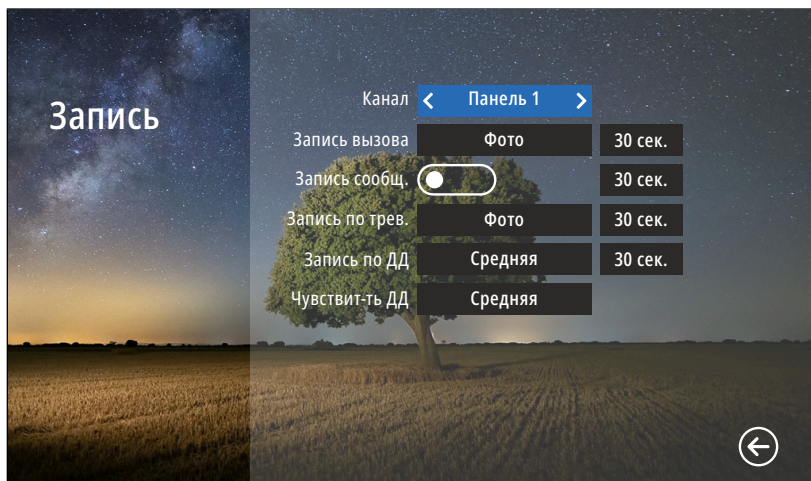 Запись
Канал Панель 1
Запись вызова Фото 30 сек.
Запись сообщ. 30 сек.
Запись по трев. Фото 30 сек.
Запись по ДД Средняя 30 сек.
Чувствит-ть ДД Средняя